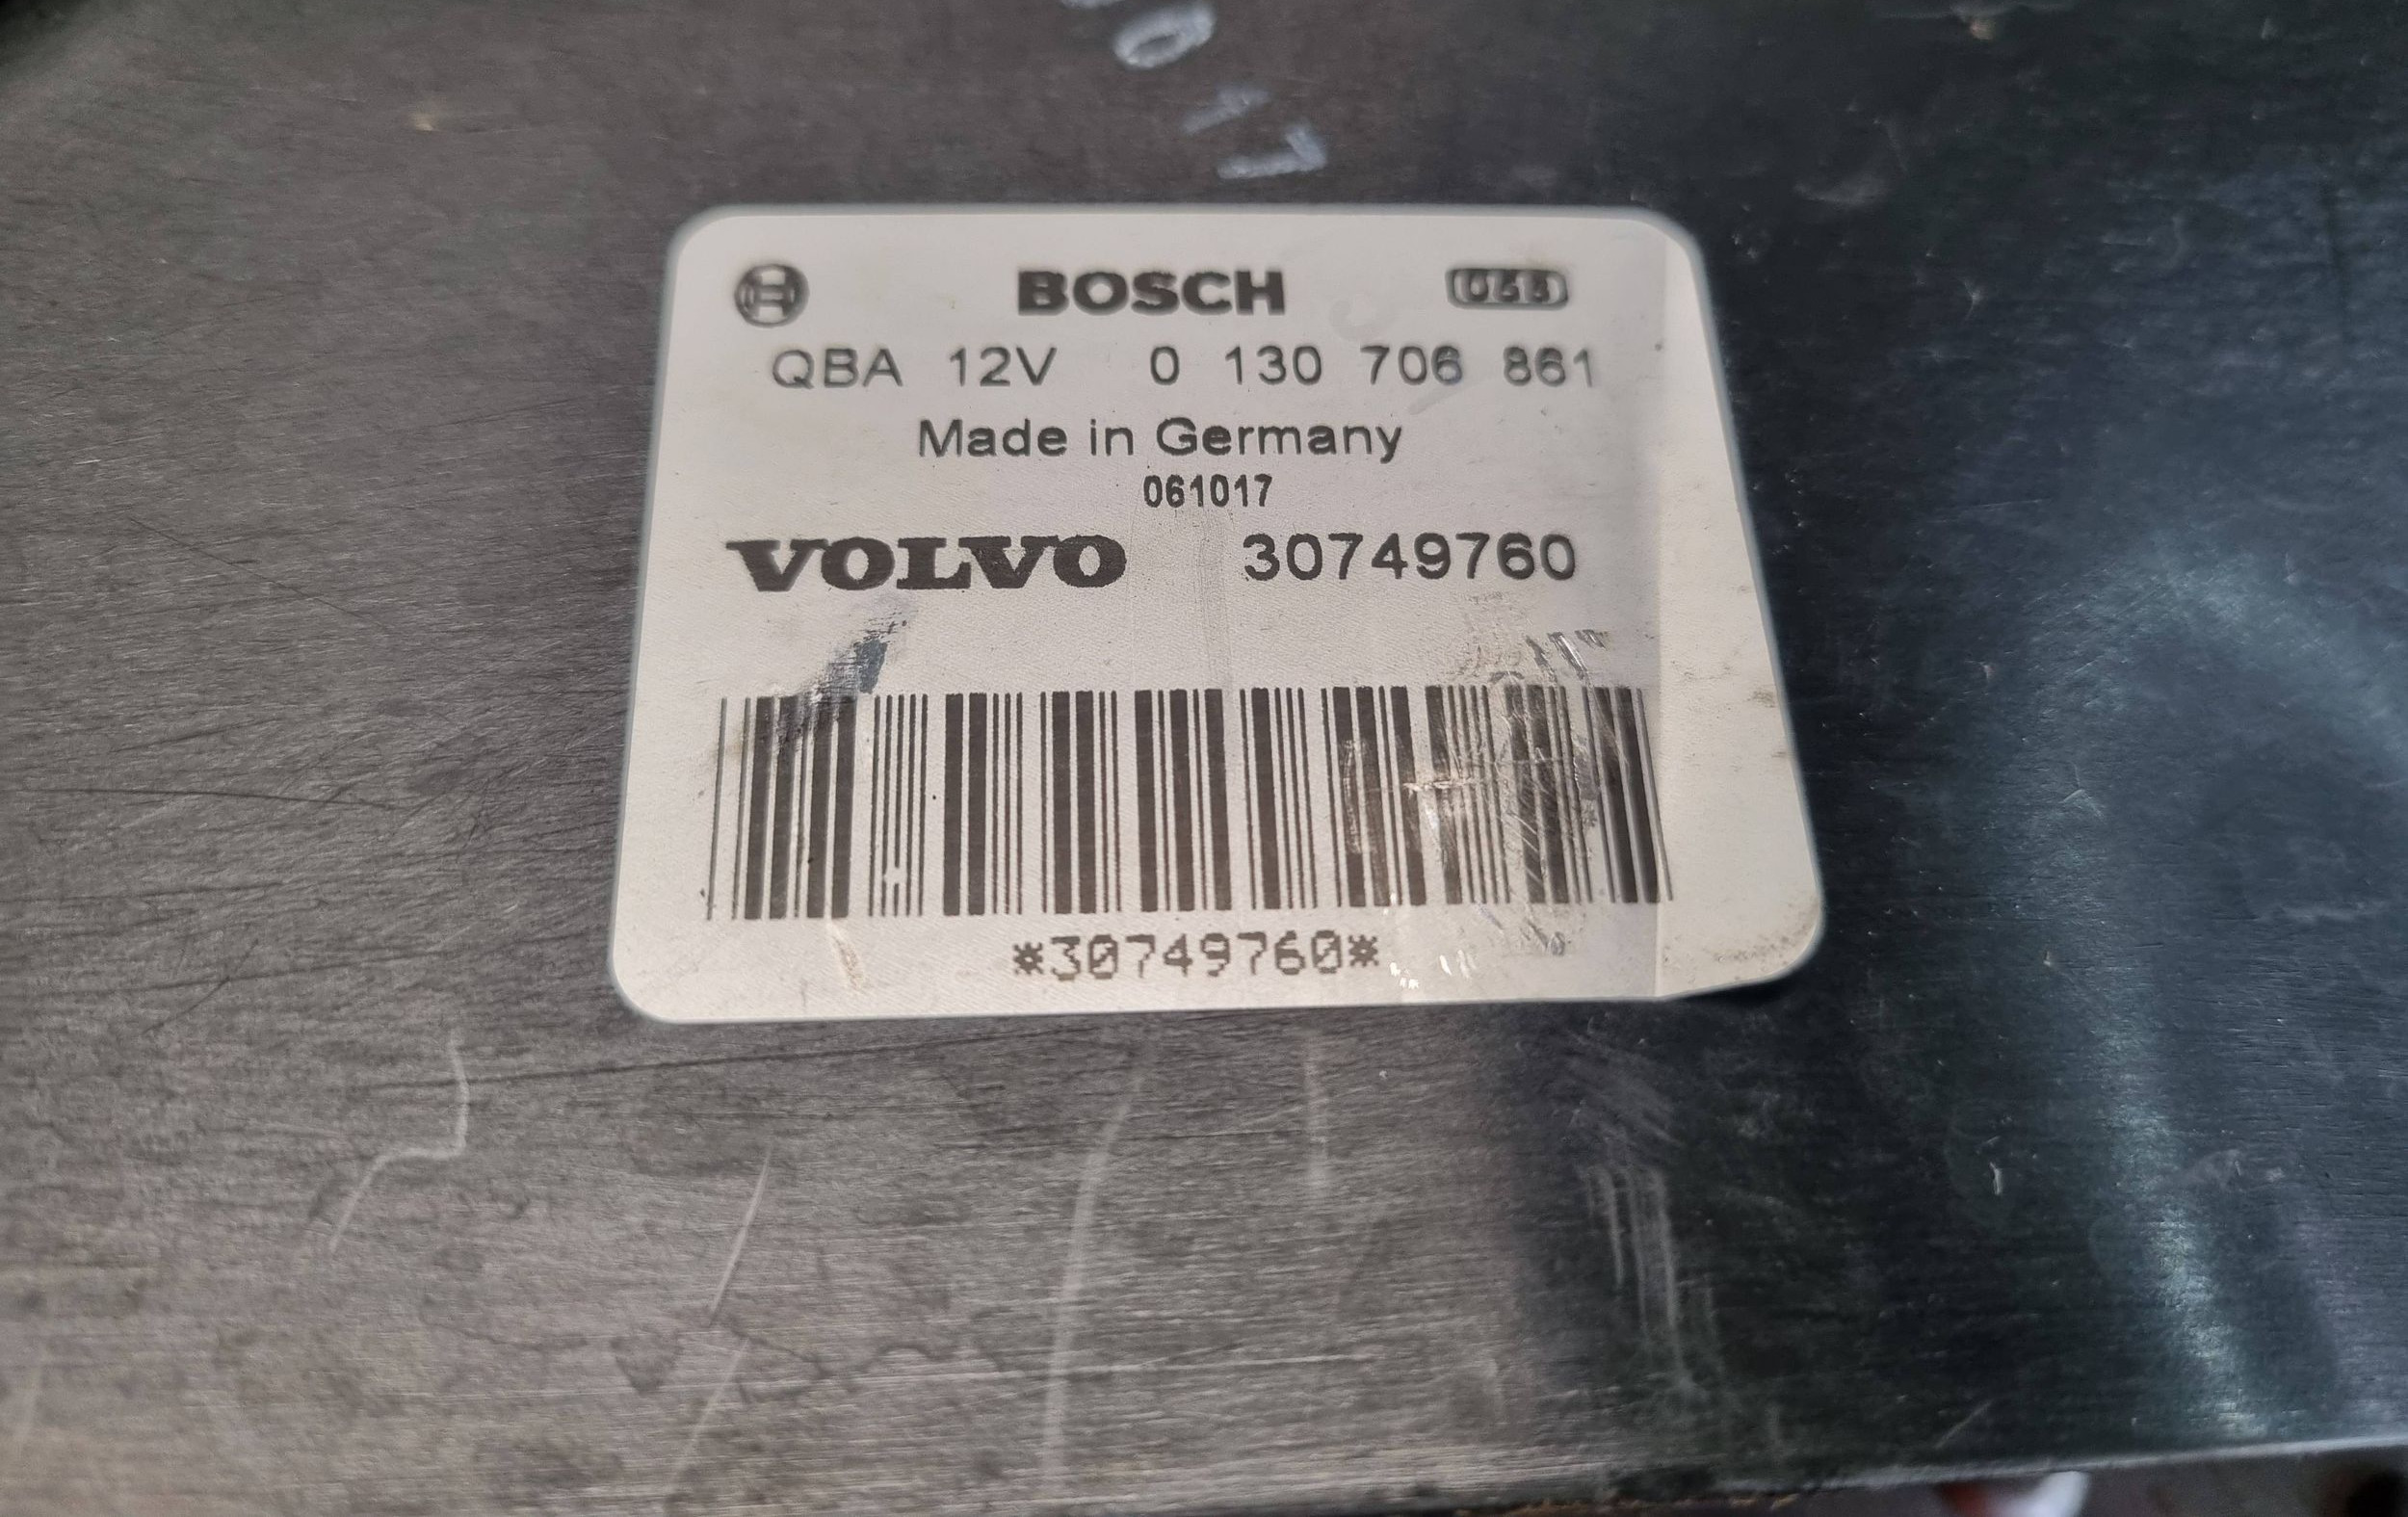 BOSCH
QBA 12V 0 130 706 861
Made in Germany
061017
VOLVO 30749760
*30749760*